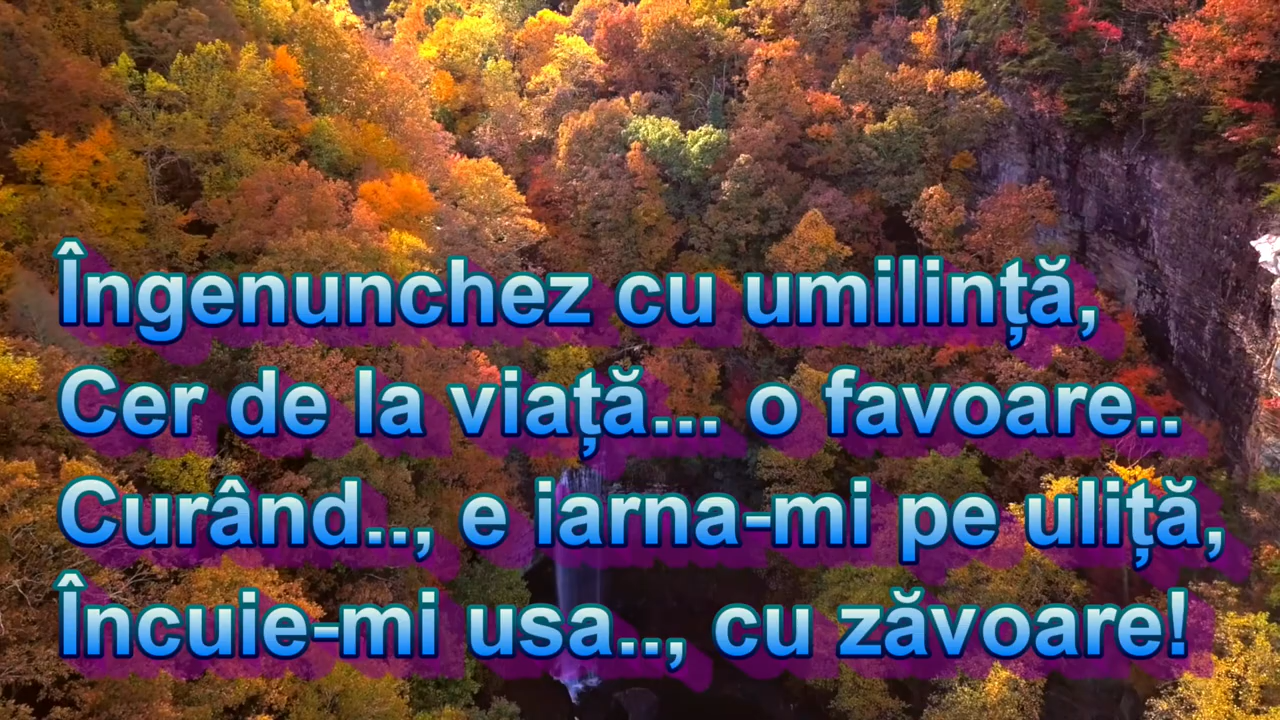 Îngenunchez cu umilință,
Cer de la viață... o favoare..
Curând.., e iarna-mi pe uliță,
Încuie-mi usa.., cu zăvoare!